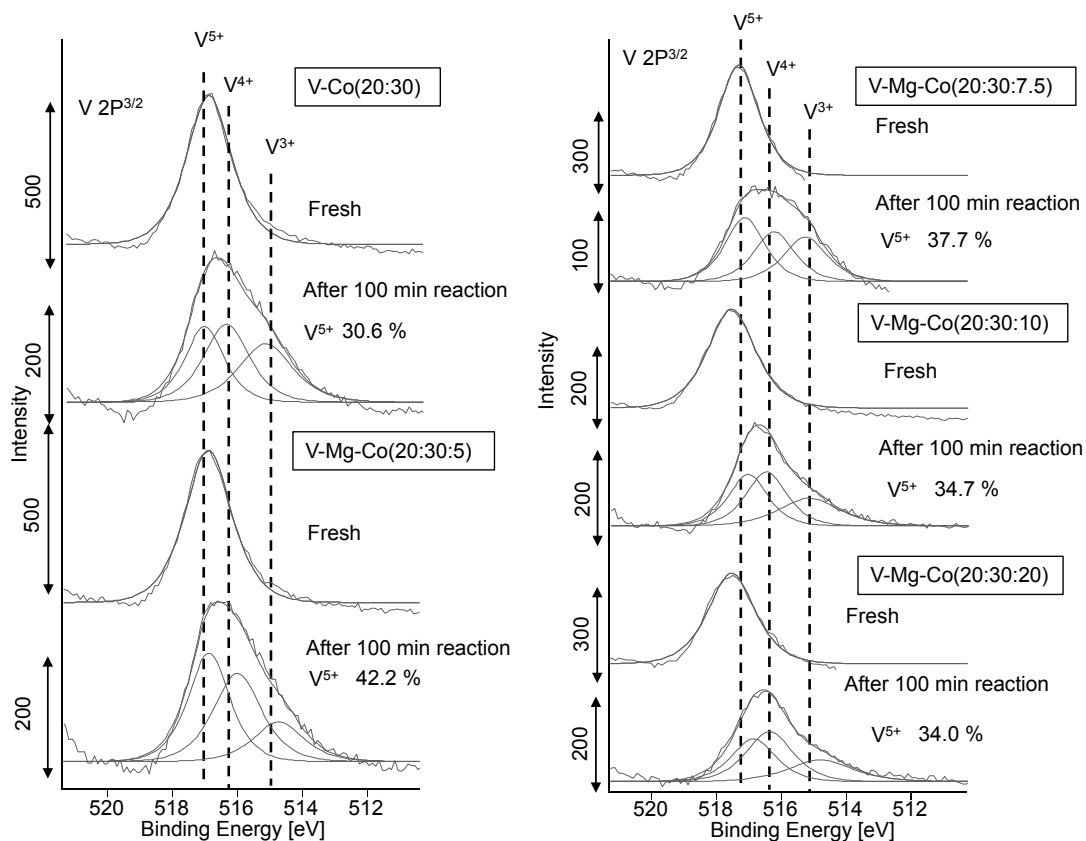 V⁵⁺
V⁴⁺
V-Co(20:30)
V 2P³/²
V³⁺
500
Fresh
After 100 min reaction
V⁵⁺ 30.6 %
200
Intensity
V-Mg-Co(20:30:5)
500
Fresh
After 100 min reaction
V⁵⁺ 42.2 %
200
520 518 516 514 512
Binding Energy [eV]
V⁵⁺
V 2P³/²
V⁴⁺
V-Mg-Co(20:30:7.5)
Fresh
V³⁺
300
After 100 min reaction
V⁵⁺ 37.7 %
100
V-Mg-Co(20:30:10)
Fresh
200
Intensity
After 100 min reaction
V⁵⁺ 34.7 %
200
V-Mg-Co(20:30:20)
Fresh
300
After 100 min reaction
V⁵⁺ 34.0 %
200
520 518 516 514 512
Binding Energy [eV]